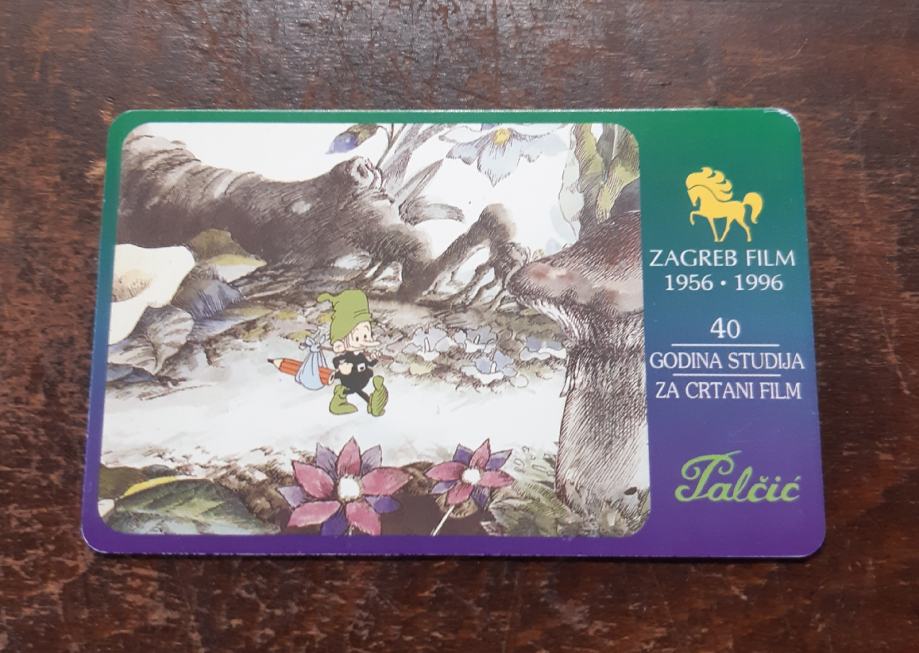 ZAGREB FILM
1956 • 1996
40
GODINA STUDIJA
ZA CRTANI FILM
Palčić